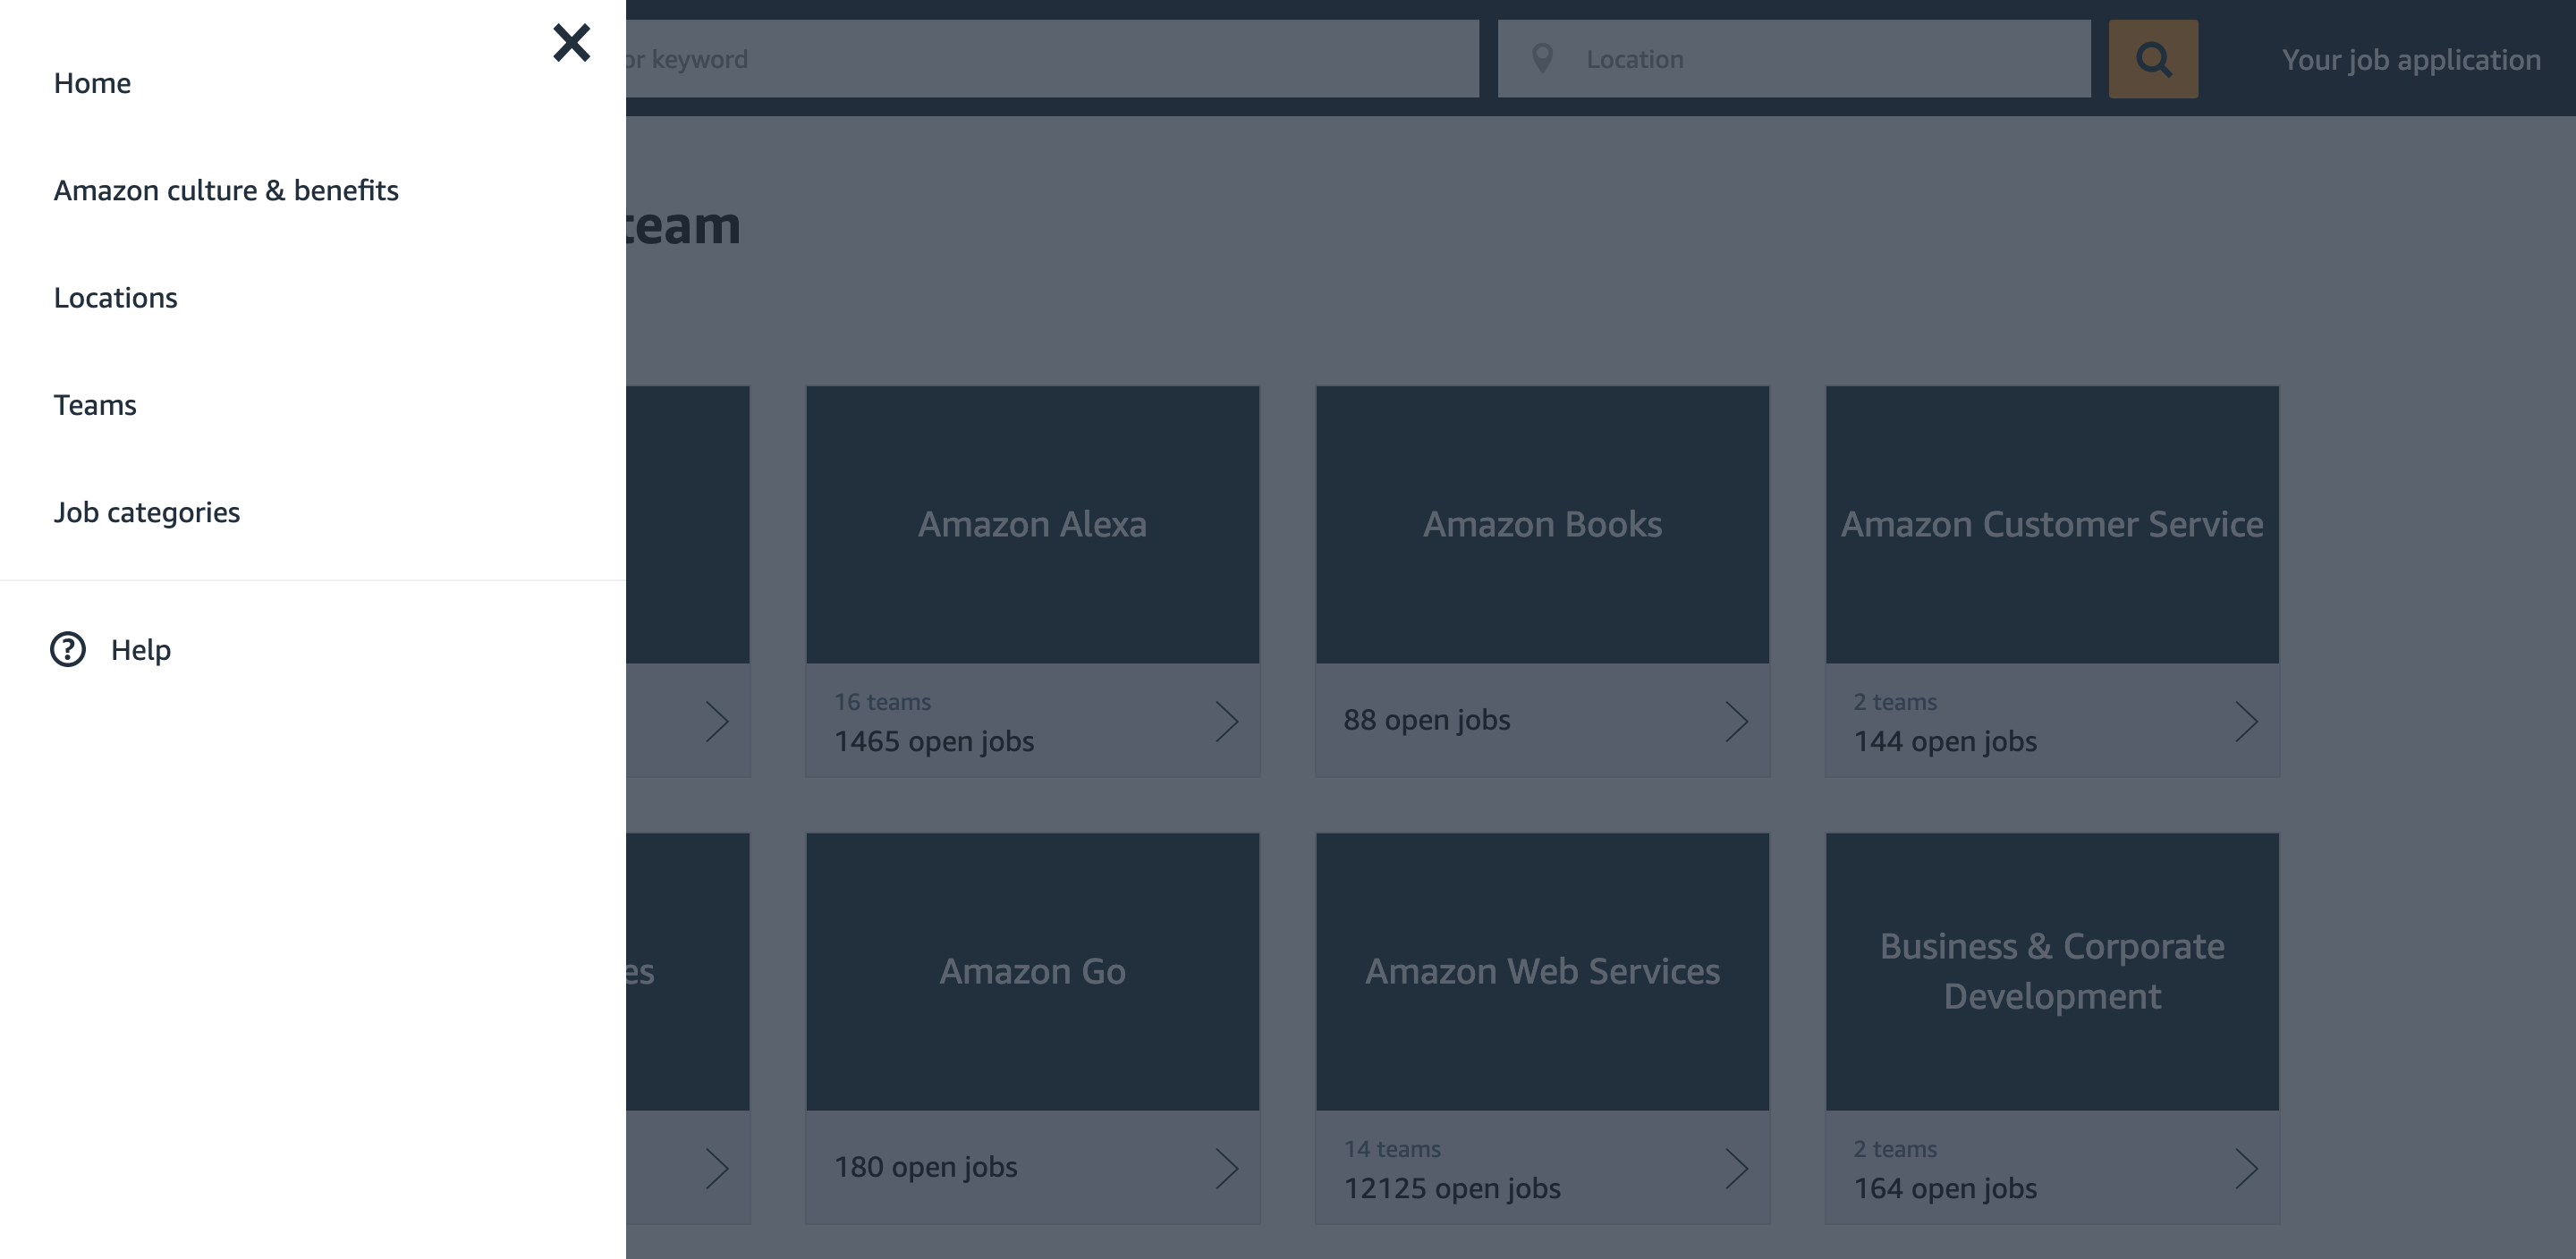 Home
Amazon culture & benefits
Locations
Teams
Job categories
Help
or keyword
Location
Your job application
team
Amazon Alexa
16 teams
1465 open jobs
Amazon Books
88 open jobs
Amazon Customer Service
2 teams
144 open jobs
Amazon Go
180 open jobs
Amazon Web Services
14 teams
12125 open jobs
Business & Corporate
Development
2 teams
164 open jobs